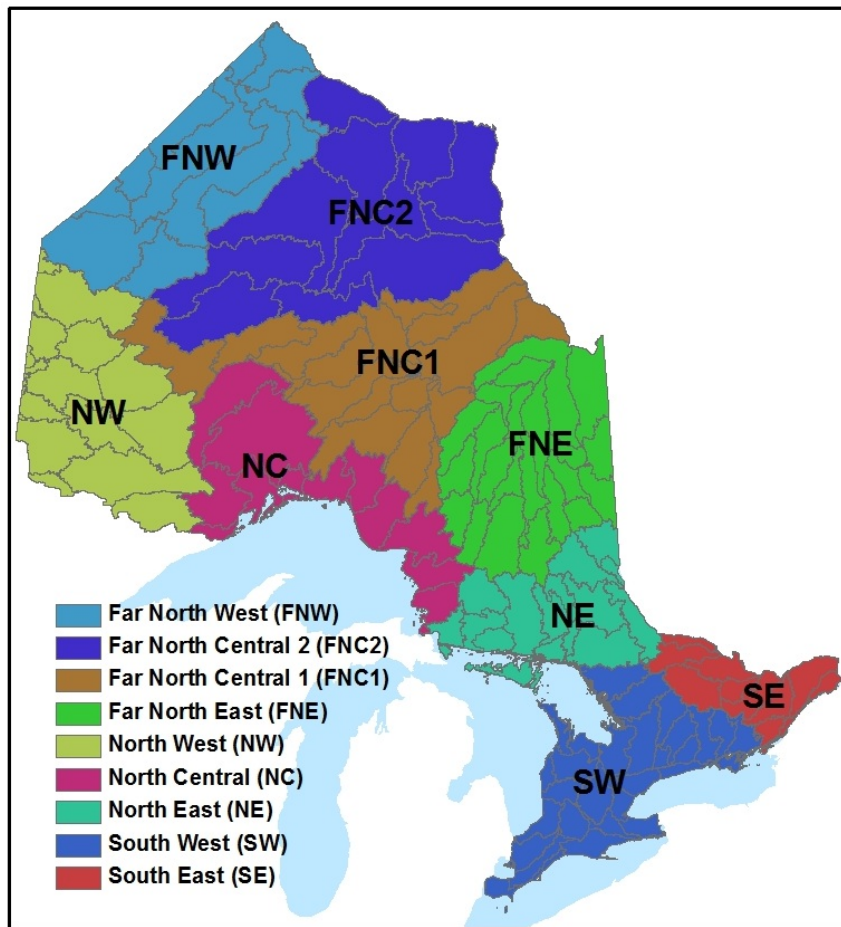 FNW
FNC2
FNC1
NW
FNE
NC
NE
SE
SW
Far North West (FNW)
Far North Central 2 (FNC2)
Far North Central 1 (FNC1)
Far North East (FNE)
North West (NW)
North Central (NC)
North East (NE)
South West (SW)
South East (SE)